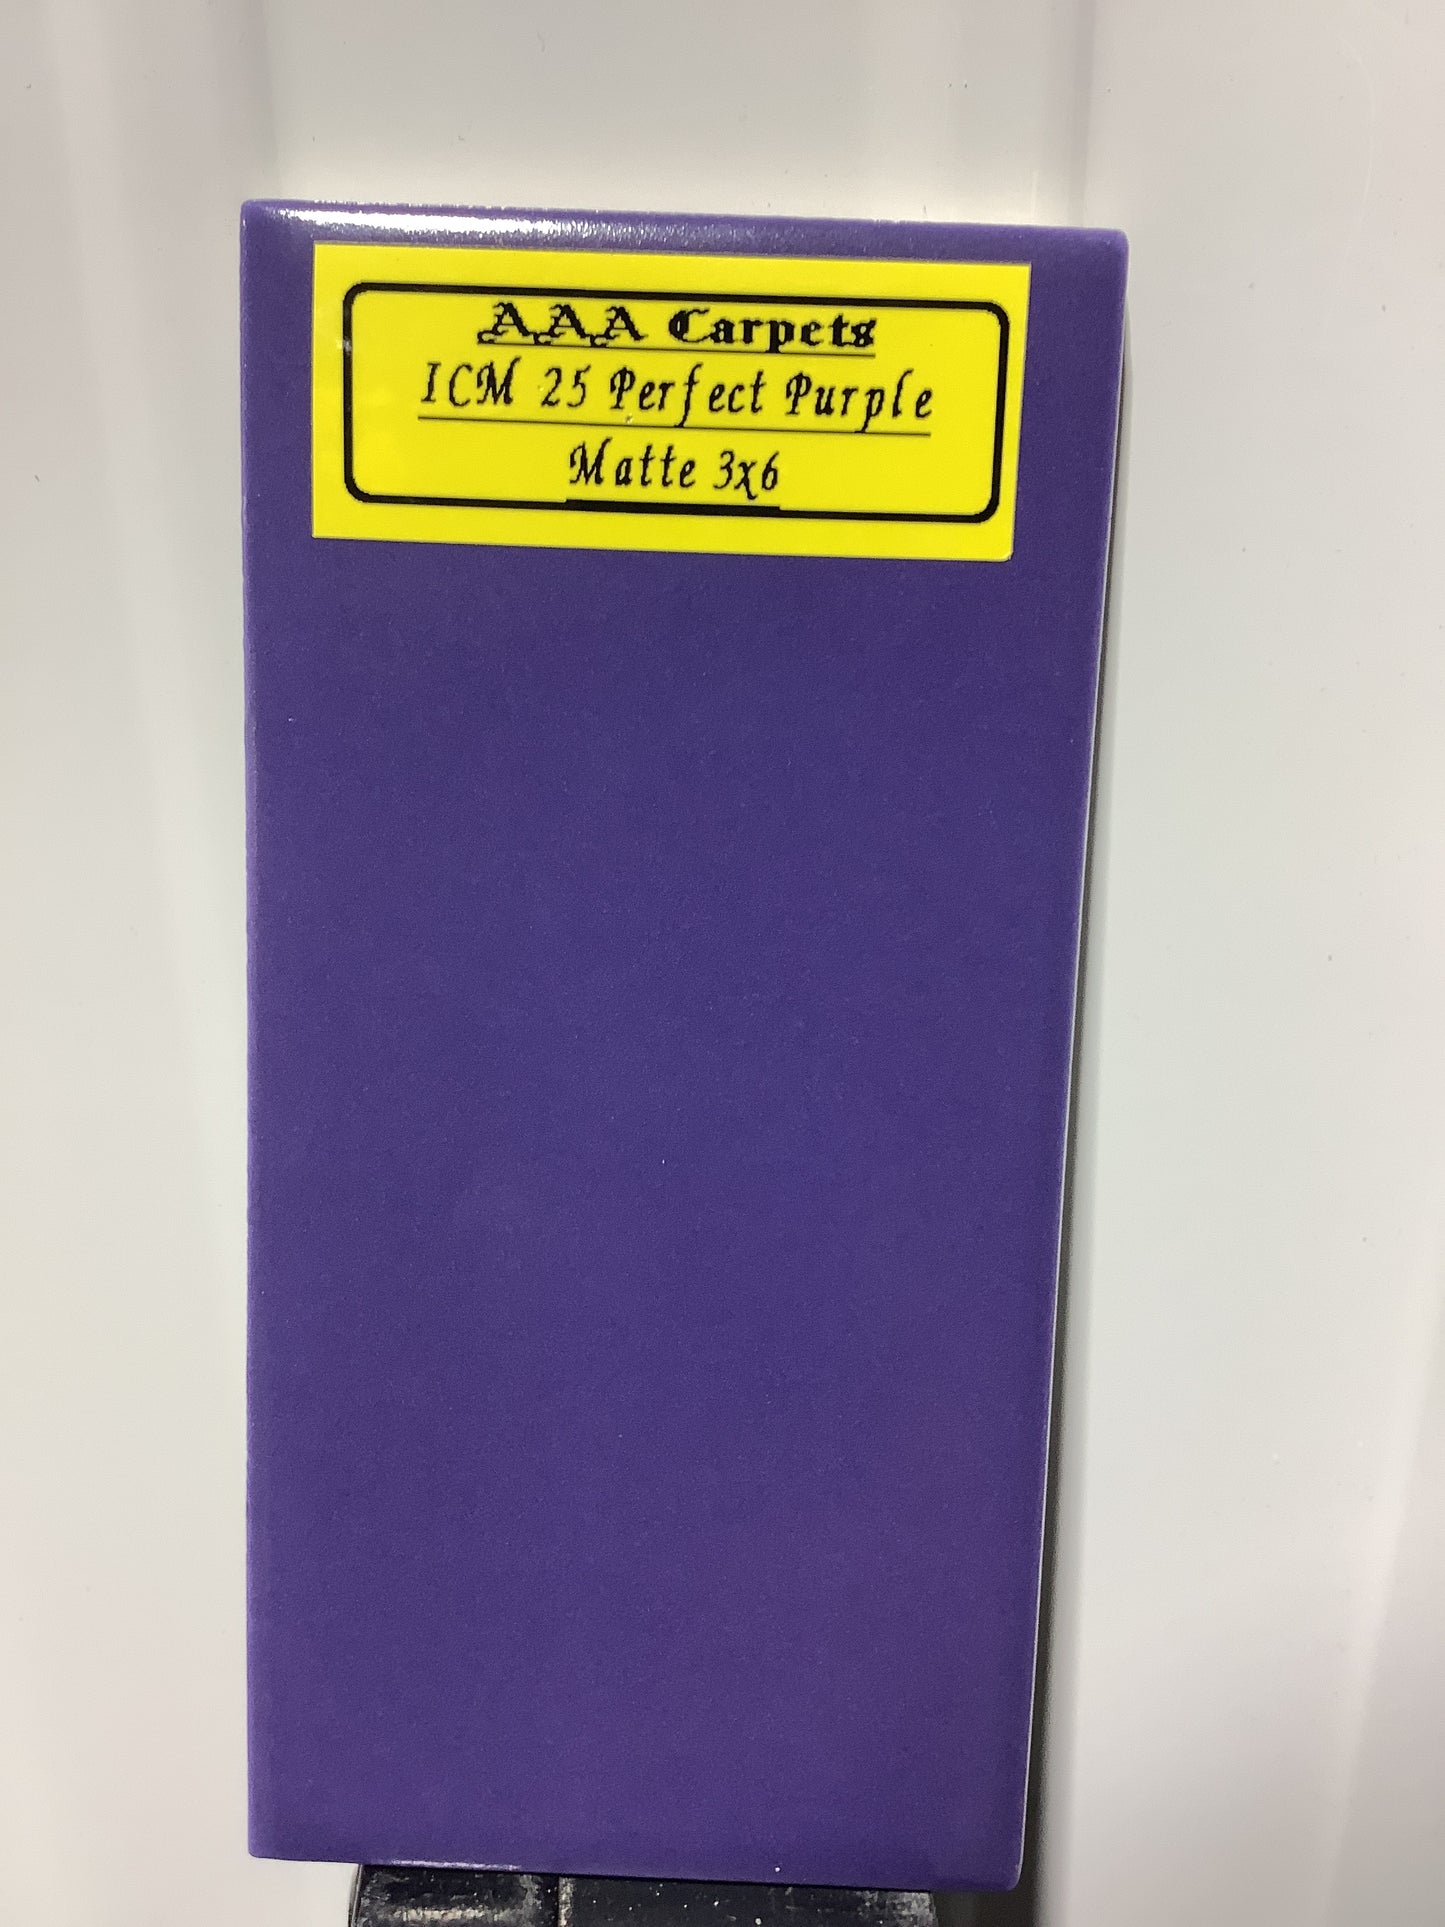 AAA Carpets
ICM 25 Perfect Purple
Matte 3x6